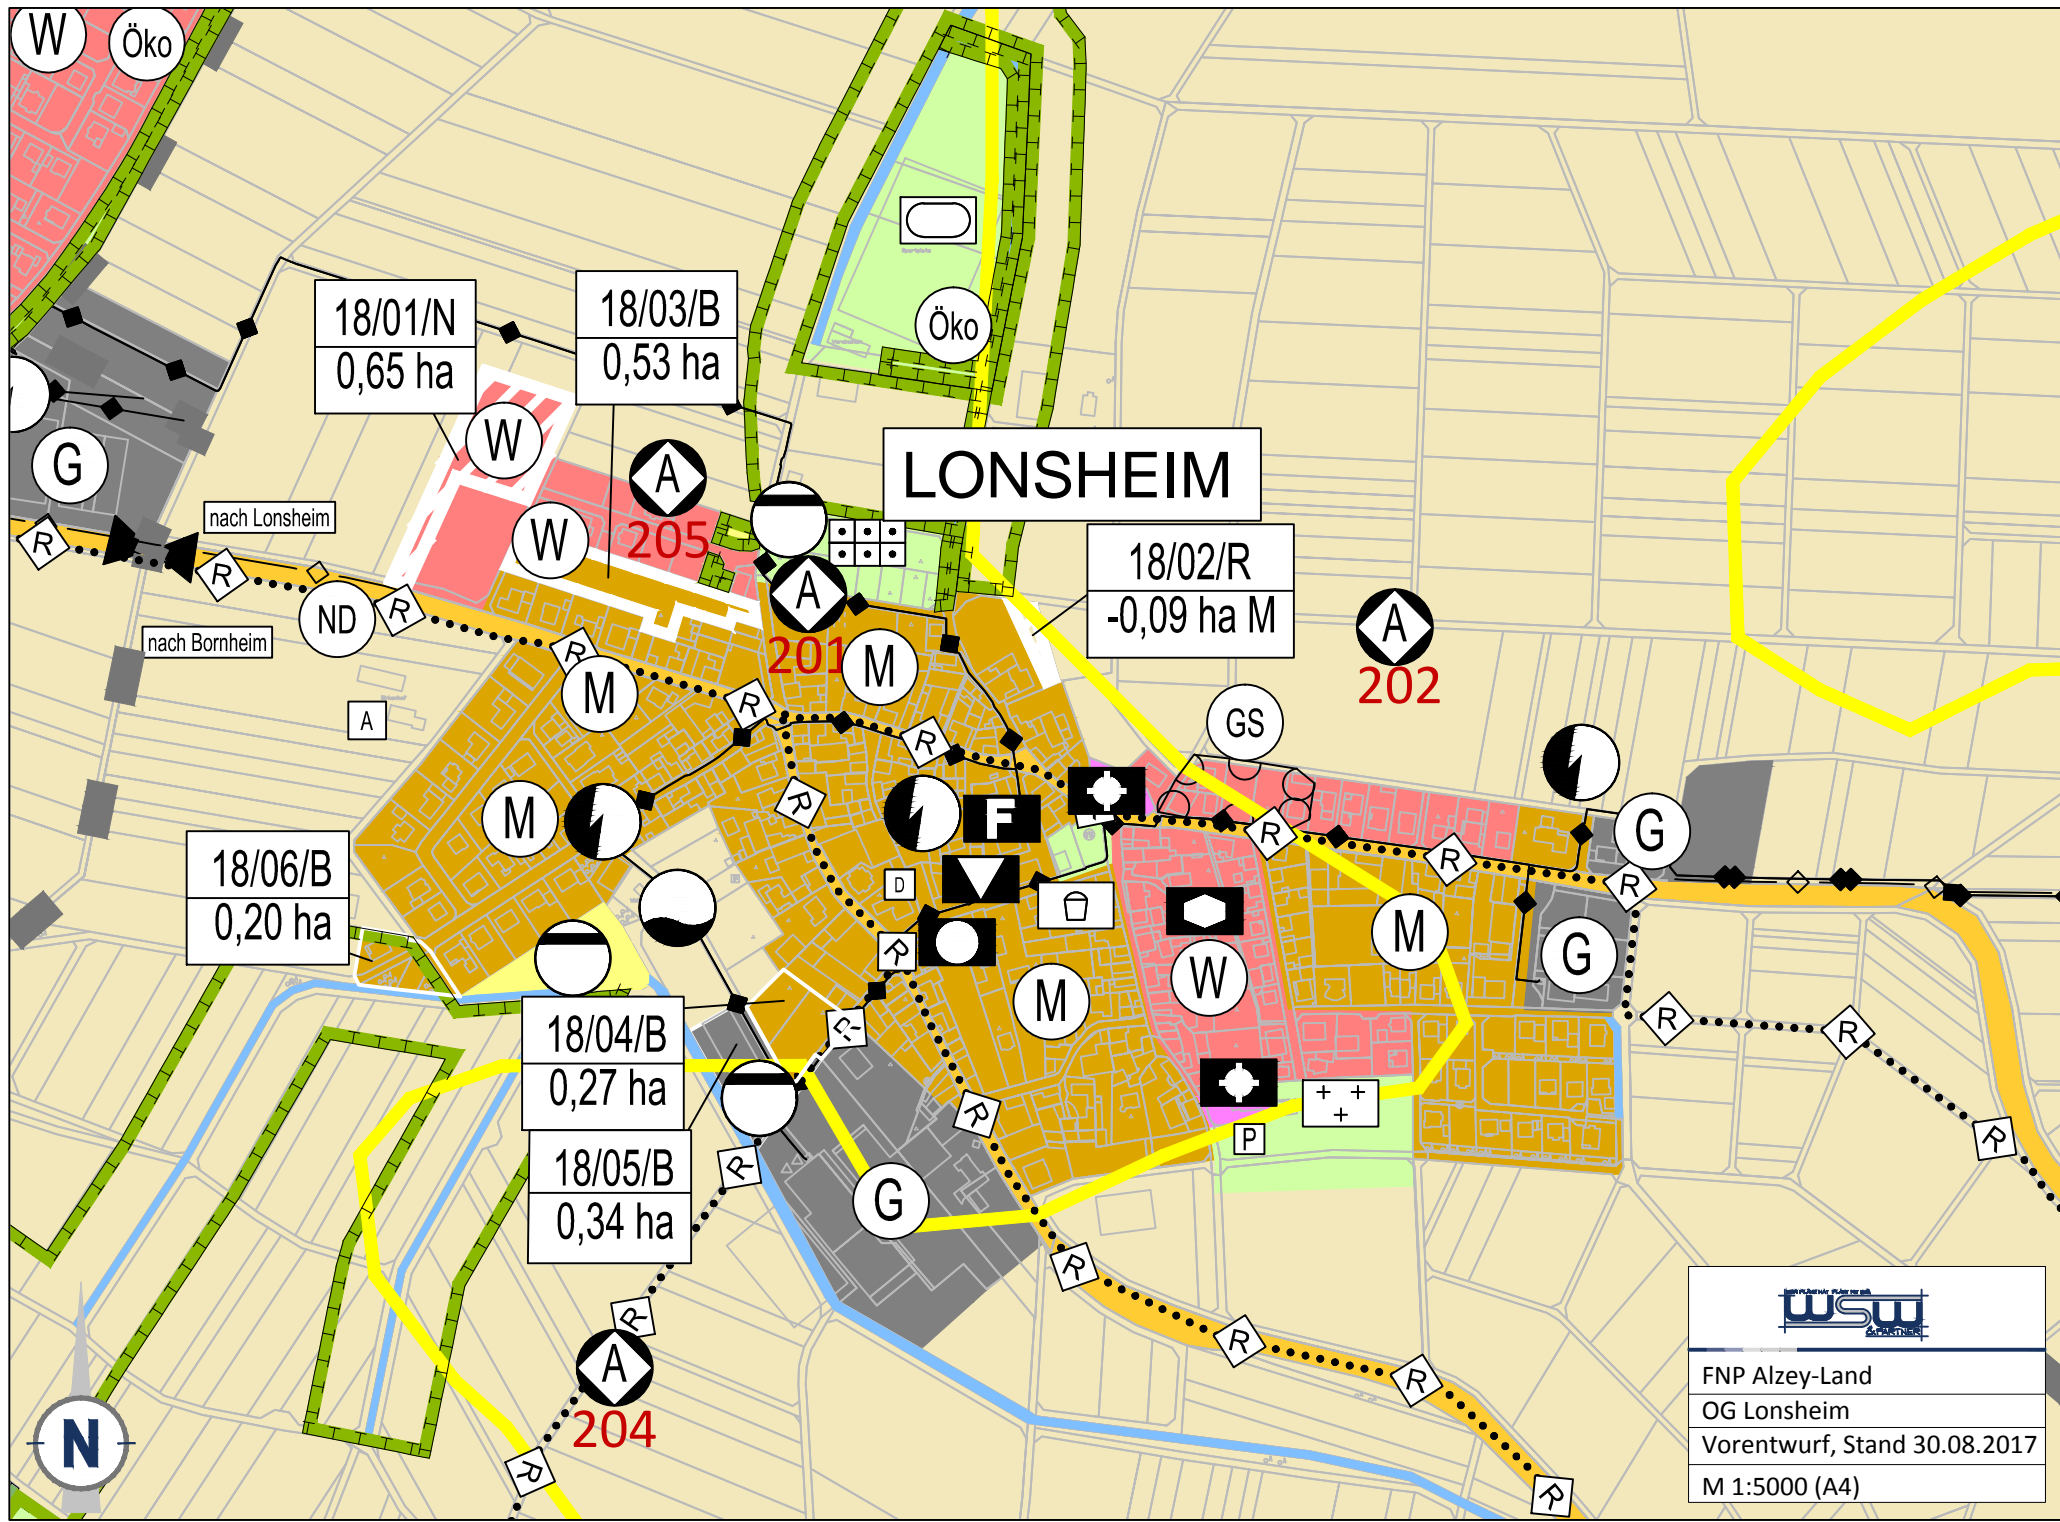 W
Öko
Öko
18/01/N
0,65 ha
18/03/B
0,53 ha
W
A
205
LONSHEIM
G
nach Lonsheim
W
18/02/R
-0,09 ha M
A
201
A
202
R
R
R
ND
nach Bornheim
R
M
M
R
A
GS
R
M
R
F
R
R
G
R
18/06/B
0,20 ha
D
M
W
G
R
M
18/04/B
0,27 ha
R
R
R
18/05/B
0,34 ha
R
P
R
R
G
R
R
R
A
204
R
R
R
N
WSW
& PARTNER
FNP Alzey-Land
OG Lonsheim
Vorentwurf, Stand 30.08.2017
M 1:5000 (A4)